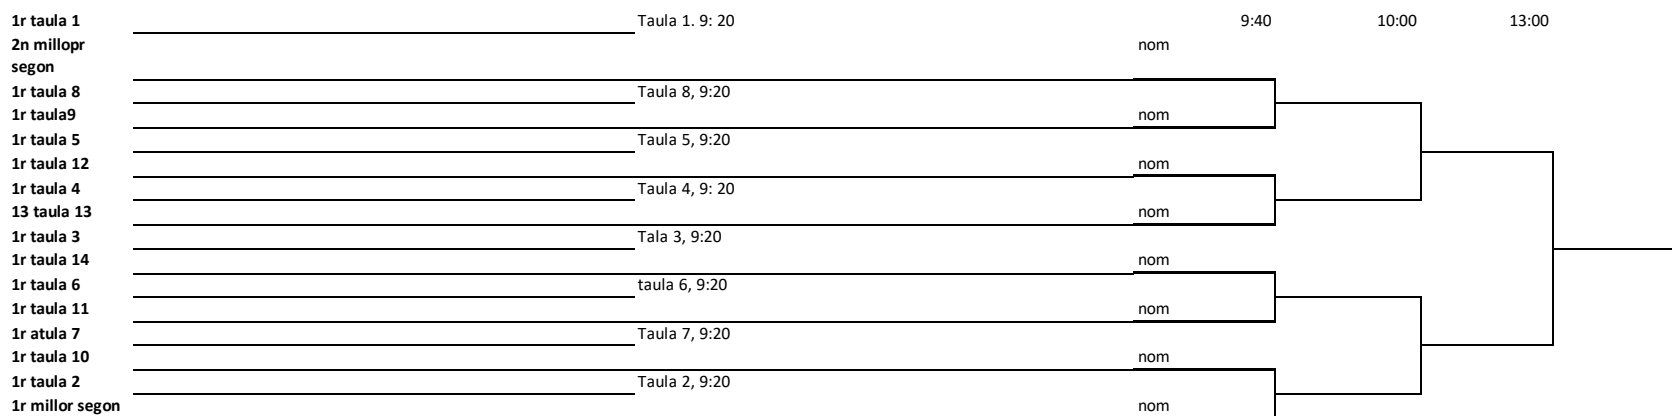 1r taula 1 Taula 1. 9: 20 9:40 10:00 13:00
2n millopr nom
segon
1r taula 8 Taula 8, 9:20
1r taula9 nom
1r taula 5 Taula 5, 9:20
1r taula 12 nom
1r taula 4 Taula 4, 9: 20
13 taula 13 nom
1r taula 3 Tala 3, 9:20
1r taula 14 nom
1r taula 6 taula 6, 9:20
1r taula 11 nom
1r atula 7 Taula 7, 9:20
1r taula 10 nom
1r taula 2 Taula 2, 9:20
1r millor segon nom